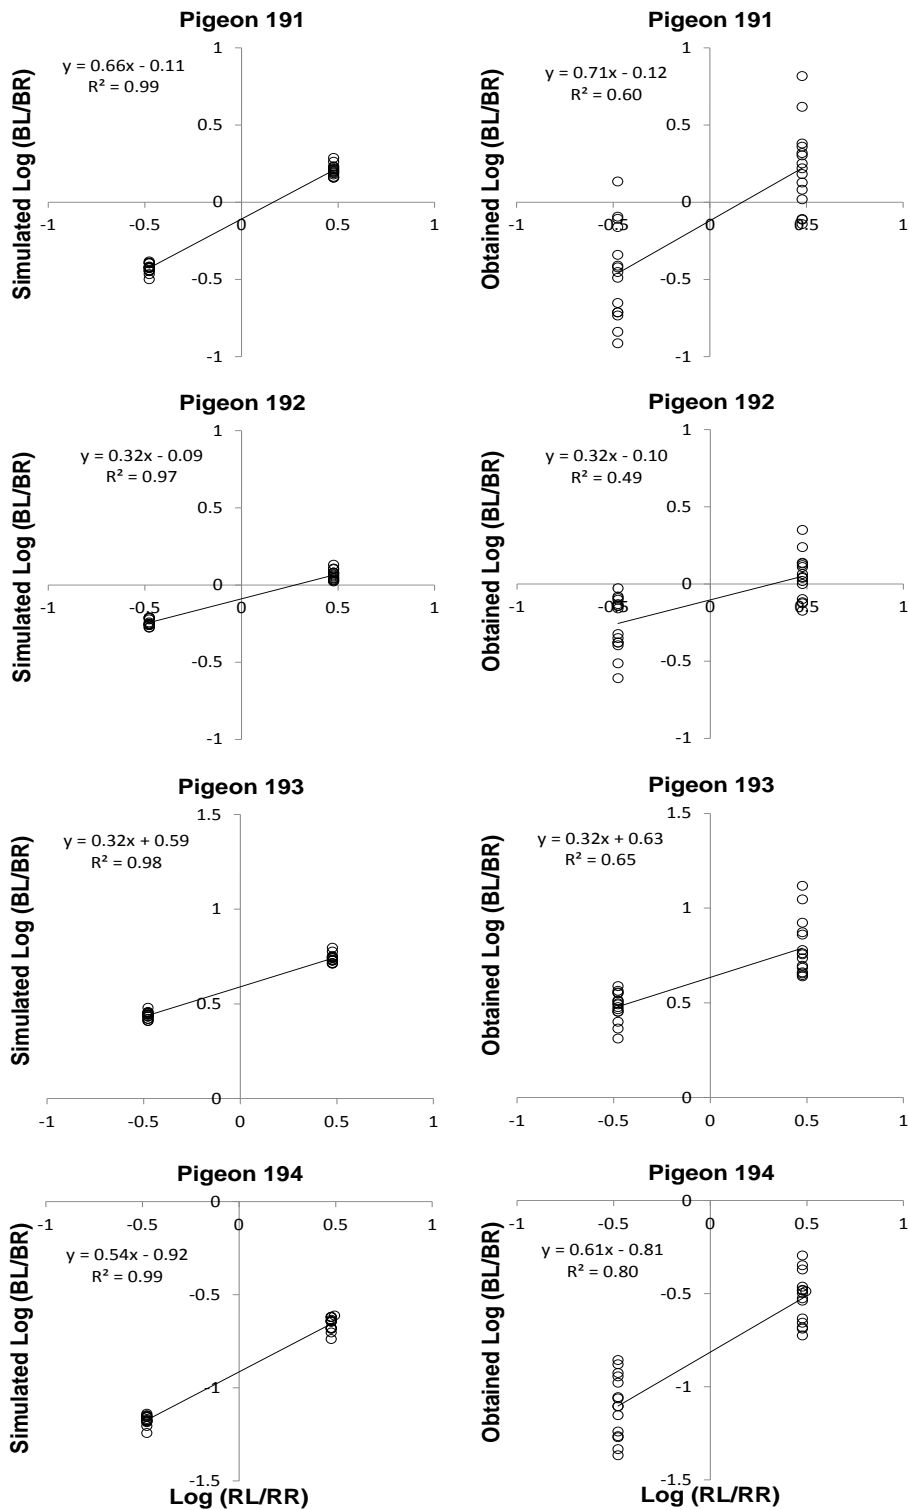 Pigeon 191
Simulated Log (BL/BR)
y = 0.66x - 0.11
R² = 0.99
1
0.5
0
-1
-0.5
0.5
1
-0.5
-1
Pigeon 191
Obtained Log (BL/BR)
y = 0.71x - 0.12
R² = 0.60
1
0.5
0
-1
-0.5
0
0.5
1
-0.5
-1
Pigeon 192
Simulated Log (BL/BR)
y = 0.32x - 0.09
R² = 0.97
1
0.5
0
-1
-0.5
0
0.5
1
-0.5
-1
Pigeon 192
Obtained Log (BL/BR)
y = 0.32x - 0.10
R² = 0.49
1
0.5
0
-1
-0.5
0
0.5
1
-0.5
-1
Pigeon 193
Simulated Log (BL/BR)
y = 0.32x + 0.59
R² = 0.98
1.5
1
0.5
0
-1
-0.5
0
0.5
1
Pigeon 193
Obtained Log (BL/BR)
y = 0.32x + 0.63
R² = 0.65
1.5
1
0.5
0
-1
-0.5
0
0.5
1
Pigeon 194
Simulated Log (BL/BR)
y = 0.54x - 0.92
R² = 0.99
0
-1
-0.5
0
0.5
1
-0.5
-1
-1.5
Log (RL/RR)
Pigeon 194
Obtained Log (BL/BR)
y = 0.61x - 0.81
R² = 0.80
0
-1
-0.5
0
0.5
1
-0.5
-1
-1.5
Log (RL/RR)